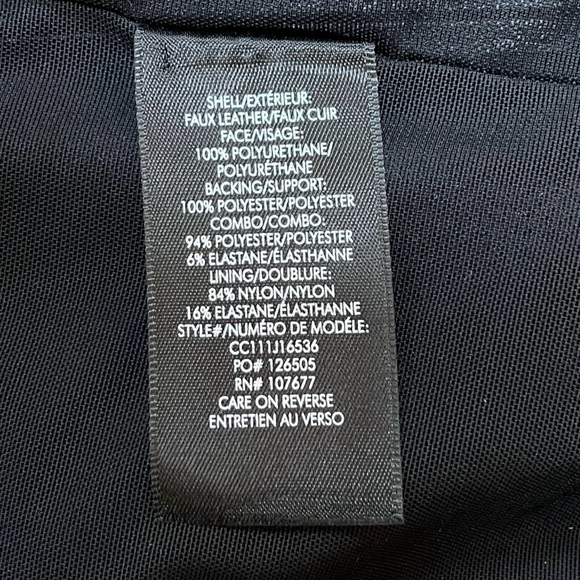 SHELL/EXTÉRIEUR:
FAUX LEATHER/FAUX CUIR
FACE/VISAGE:
100% POLYURETHANE/
POLYURÉTHANE
BACKING/SUPPORT:
100% POLYESTER/POLYESTER
COMBO/COMBO:
94% POLYESTER/POLYESTER
6% ELASTANE/ÉLASTHANNE
LINING/DOUBLURE:
84% NYLON/NYLON
16% ELASTANE/ÉLASTHANNE
STYLE#/NUMÉRO DE MODÉLE:
CC111J16536
PO# 126505
RN# 107677
CARE ON REVERSE
ENTRETIEN AU VERSO